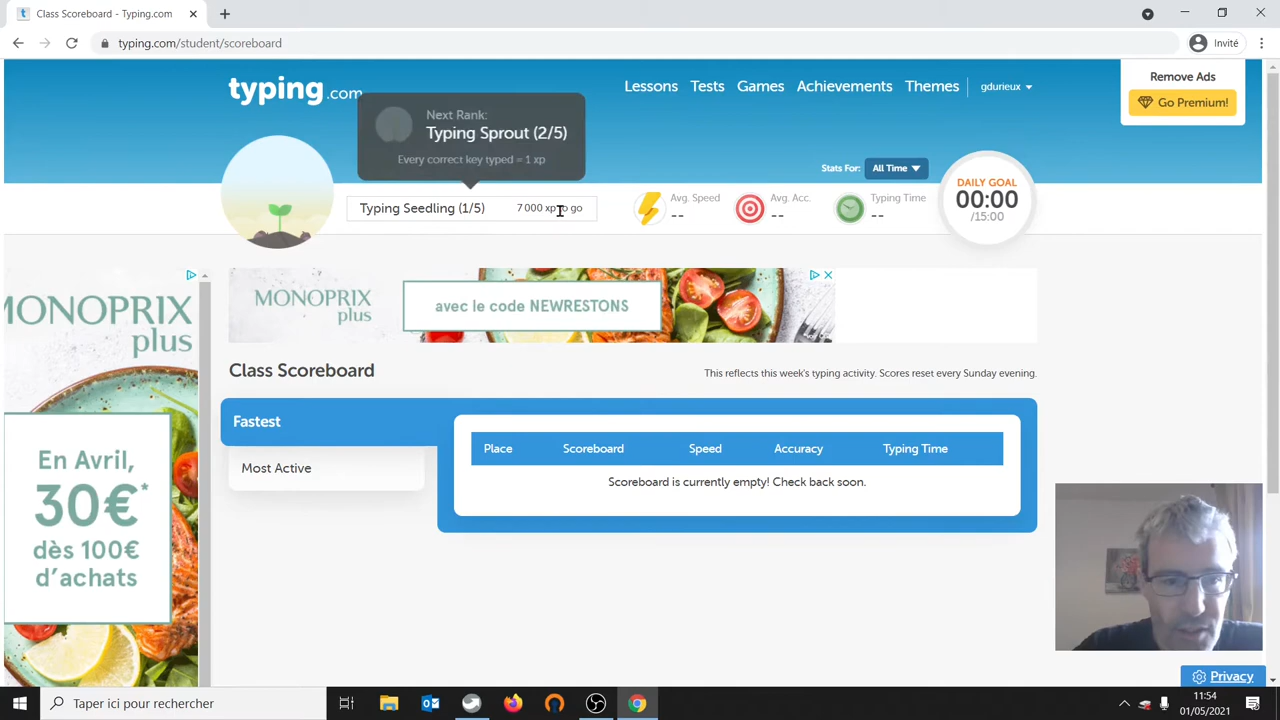 Class Scoreboard - Typing.com
typing.com/student/scoreboard
Invité
typing.com
Lessons
Tests
Games
Achievements
Themes
gdurieux
Remove Ads
Go Premium!
Next Rank:
Typing Sprout (2/5)
Every correct key typed = 1 xp
Stats For:
All Time
Typing Seedling (1/5)
7 000 xp to go
Avg. Speed
--
Avg. Acc.
--
Typing Time
--
DAILY GOAL
00:00
/15:00
MONOPRIX
plus
En Avril,
30€*
dès 100€
d'achats
MONOPRIX
plus
avec le code NEWRESTONS
Class Scoreboard
This reflects this week's typing activity. Scores reset every Sunday evening.
Fastest
Most Active
Place
Scoreboard
Speed
Accuracy
Typing Time
Scoreboard is currently empty! Check back soon.
Privacy
Taper ici pour rechercher
11:54
01/05/2021